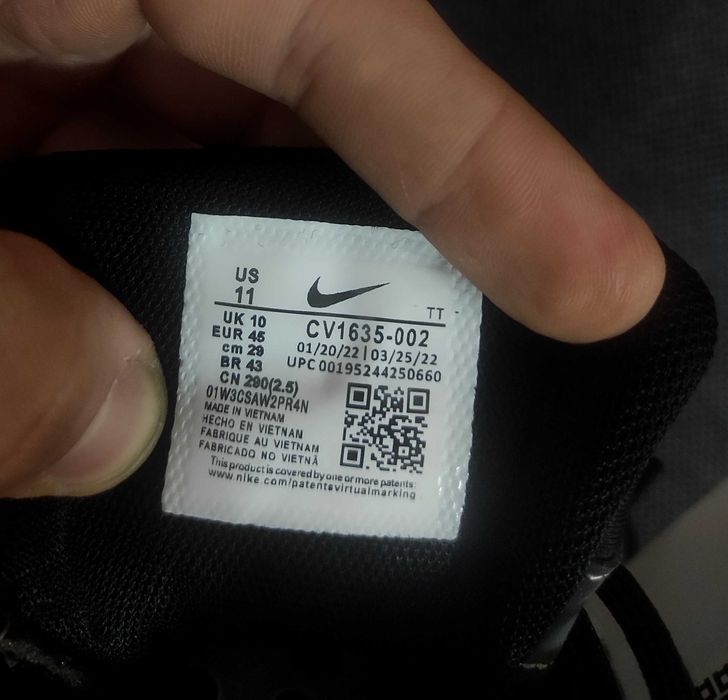 US
11
TT
UK 10
EUR 45
cm 29
BR 43
CN 290(2.5)
CV1635-002
01/20/22 | 03/25/22
UPC 00195244250660
01W3CSAW2PR4N
MADE IN VIETNAM
HECHO EN VIETNAM
FABRIQUE AU VIETNAM
FABRICADO NO VIETNÃ
This product is covered by one or more patents:
www.nike.com/patentsvirtualmarking